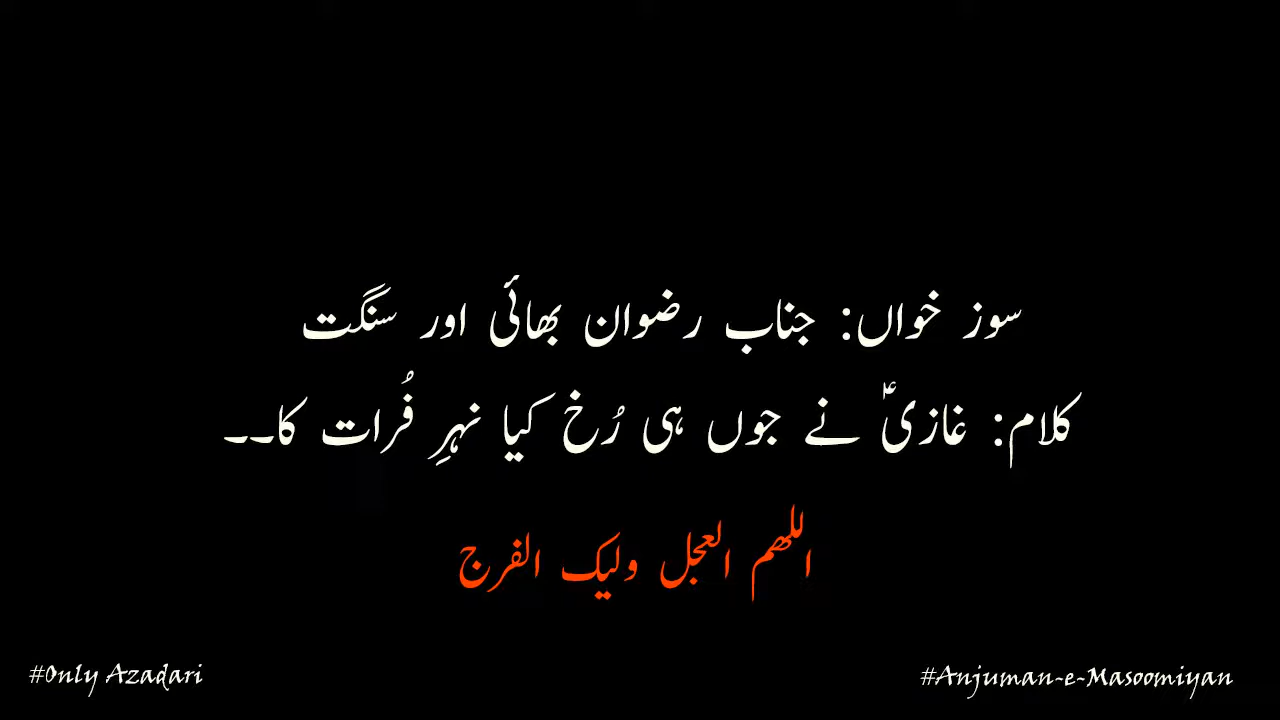 سوز خواں: جناب رضوان بھائی اور سنگت
کلام: غازیؑ نے جوں ہی رُخ کیا نہرِ فُرات کا۔۔
اللھم العجل ولیک الفرج
#Only Azadari
#Anjuman-e-Masoomiyan